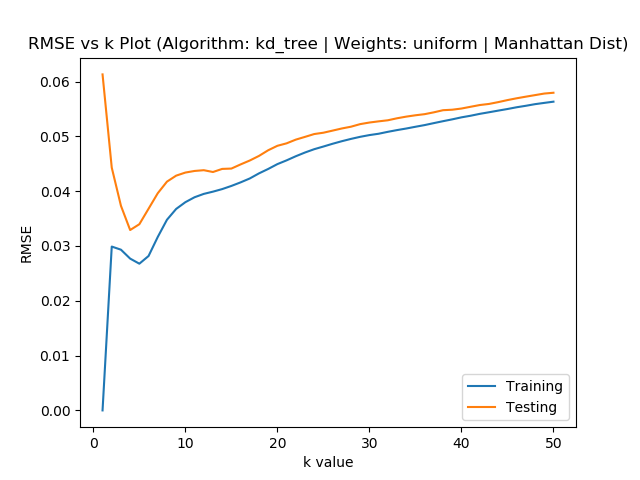 RMSE vs k Plot (Algorithm: kd_tree | Weights: uniform | Manhattan Dist)
0.06
0.05
0.04
0.03
0.02
0.01
0.00
RMSE
Training
Testing
0 10 20 30 40 50
k value